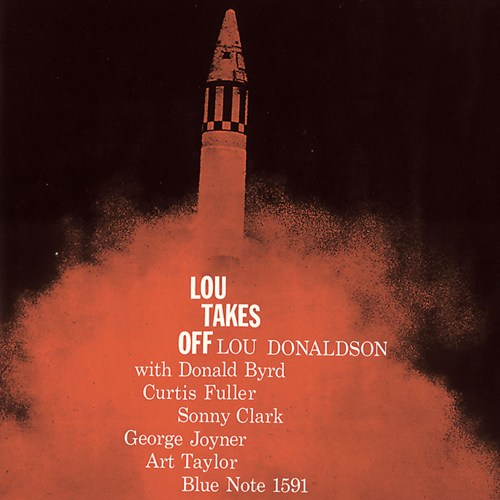 LOU
TAKES
OFF LOU DONALDSON
with Donald Byrd
Curtis Fuller
Sonny Clark
George Joyner
Art Taylor
Blue Note 1591